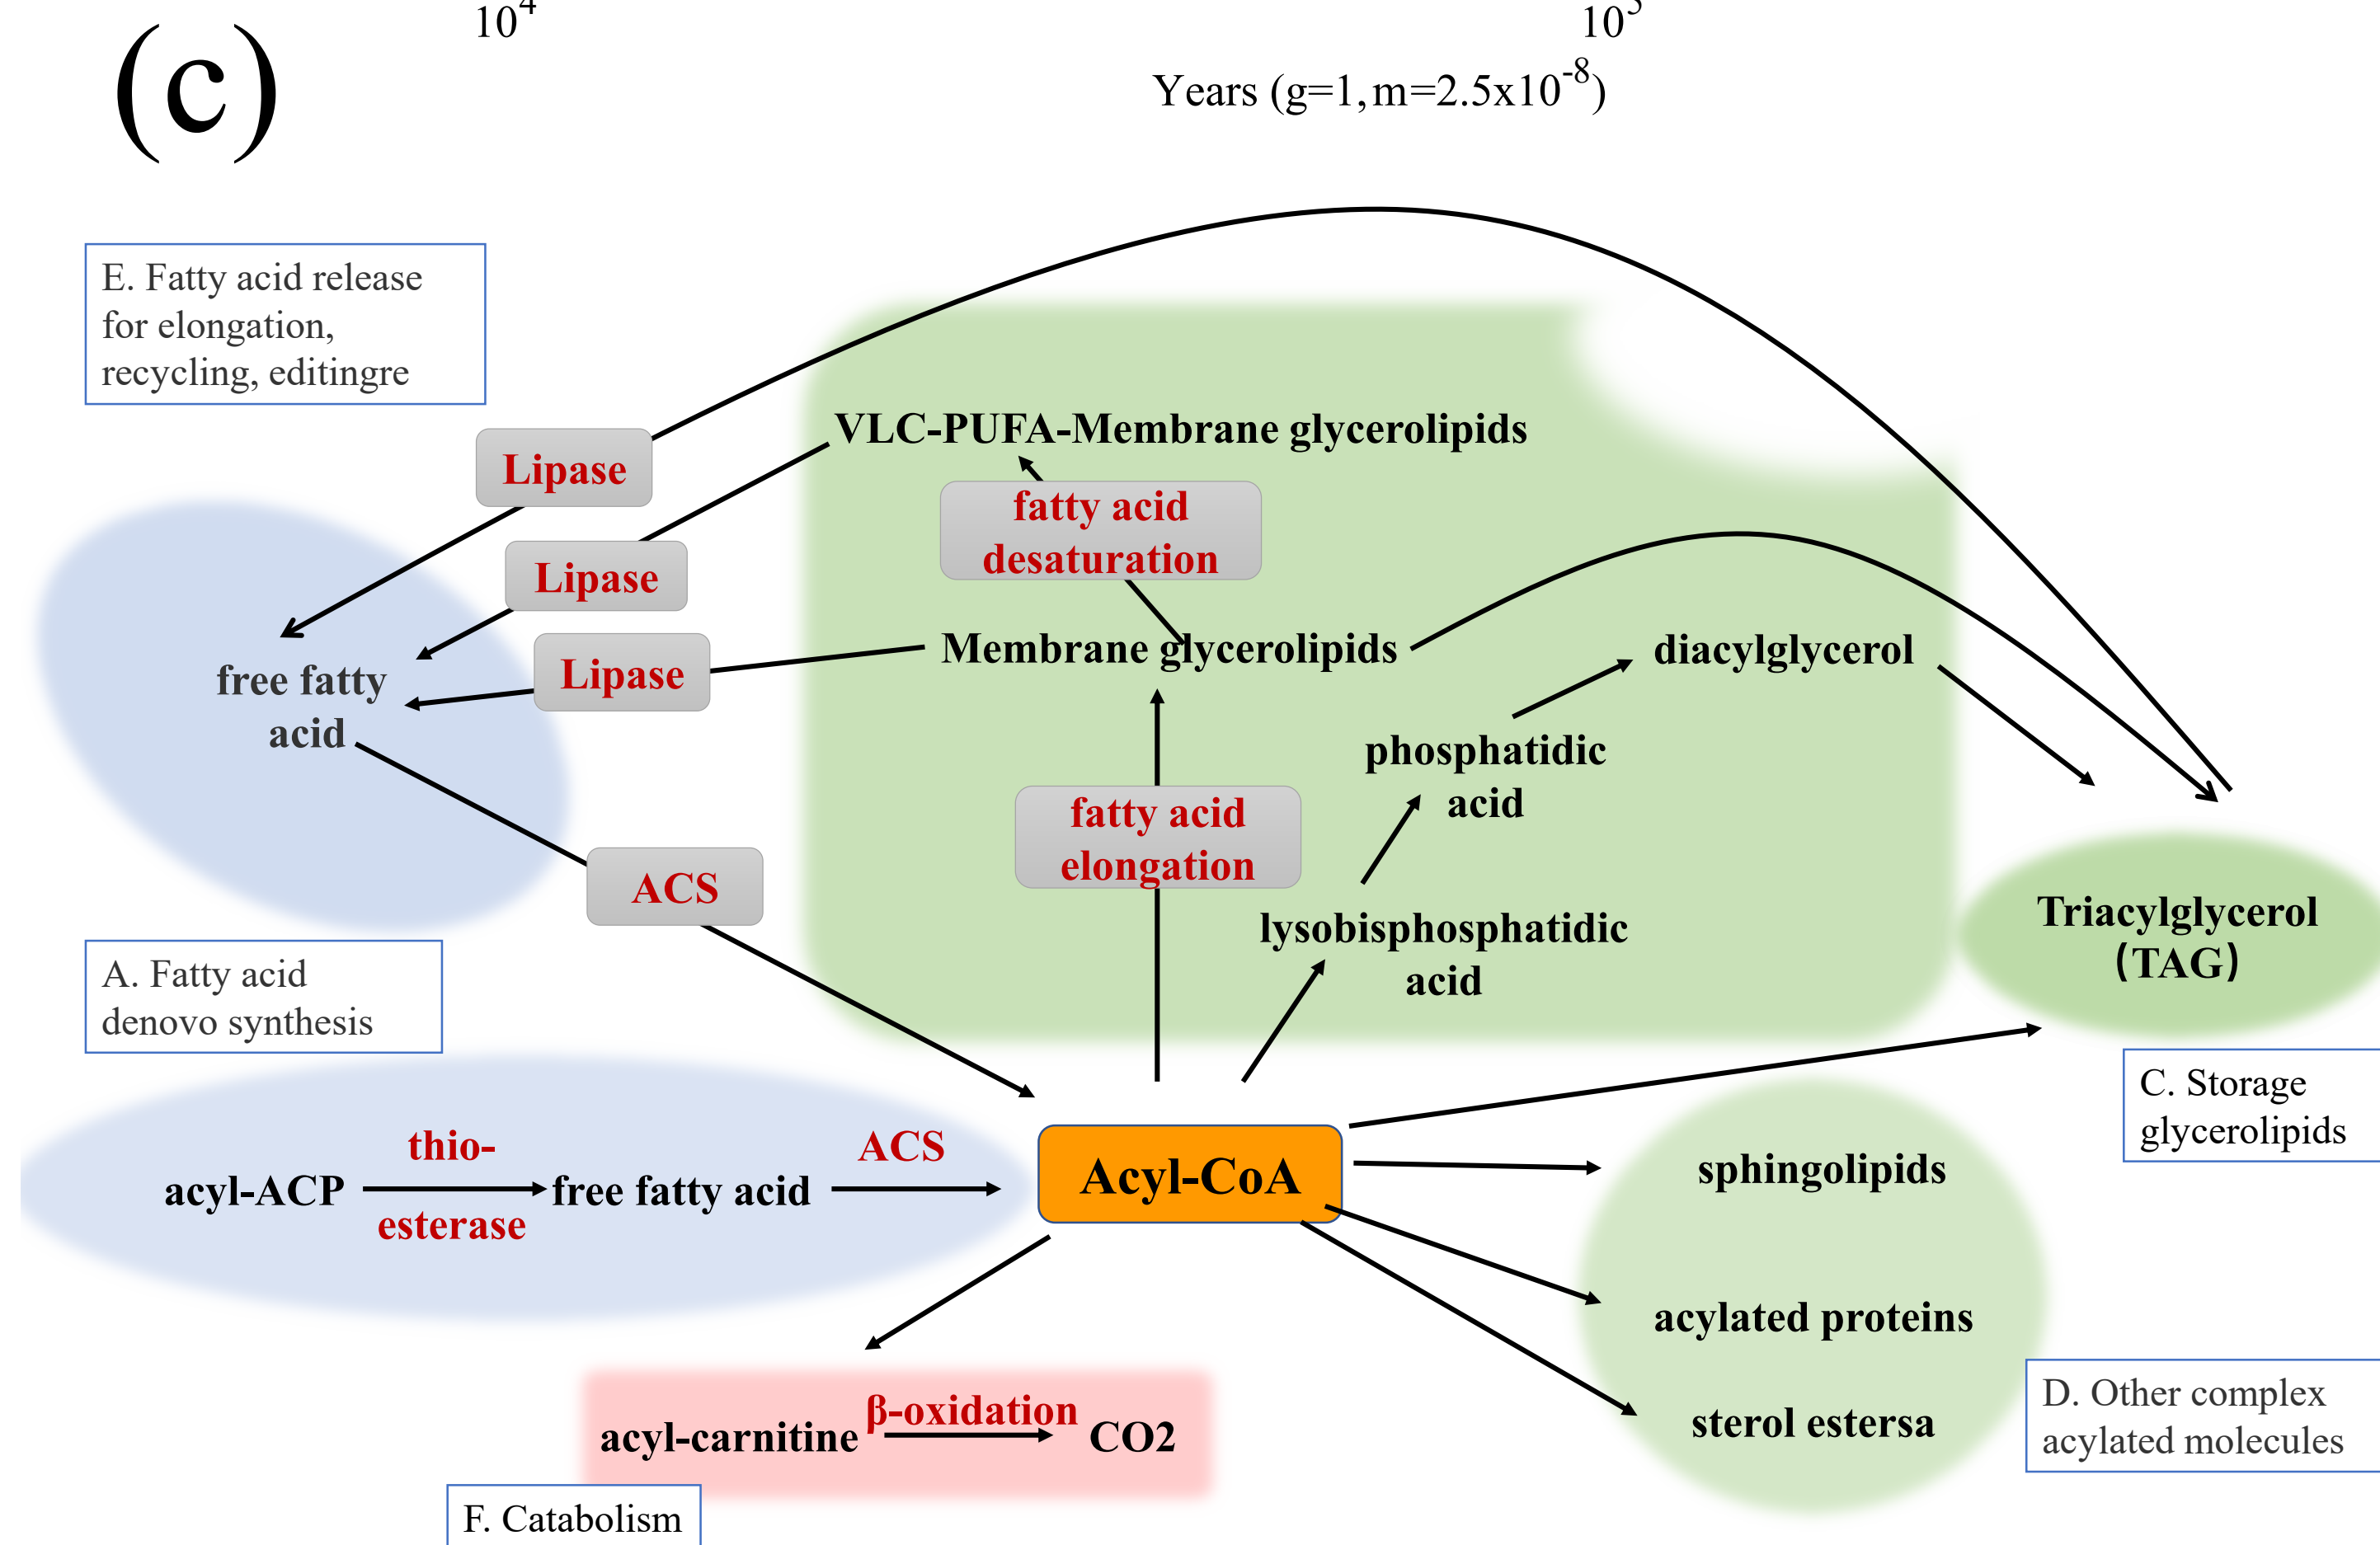 (c)
10^4
10^5
Years (g=1, m=2.5x10^-8)
E. Fatty acid release
for elongation,
recycling, editingre
VLC-PUFA-Membrane glycerolipids
Lipase
fatty acid
desaturation
Lipase
Membrane glycerolipids
diacylglycerol
Lipase
free fatty
acid
phosphatidic
acid
fatty acid
elongation
ACS
lysobisphosphatidic
acid
Triacylglycerol
(TAG)
A. Fatty acid
denovo synthesis
C. Storage
glycerolipids
thio-
esterase
ACS
acyl-ACP
free fatty acid
Acyl-CoA
sphingolipids
acylated proteins
sterol estersa
D. Other complex
acylated molecules
β-oxidation
acyl-carnitine
CO2
F. Catabolism